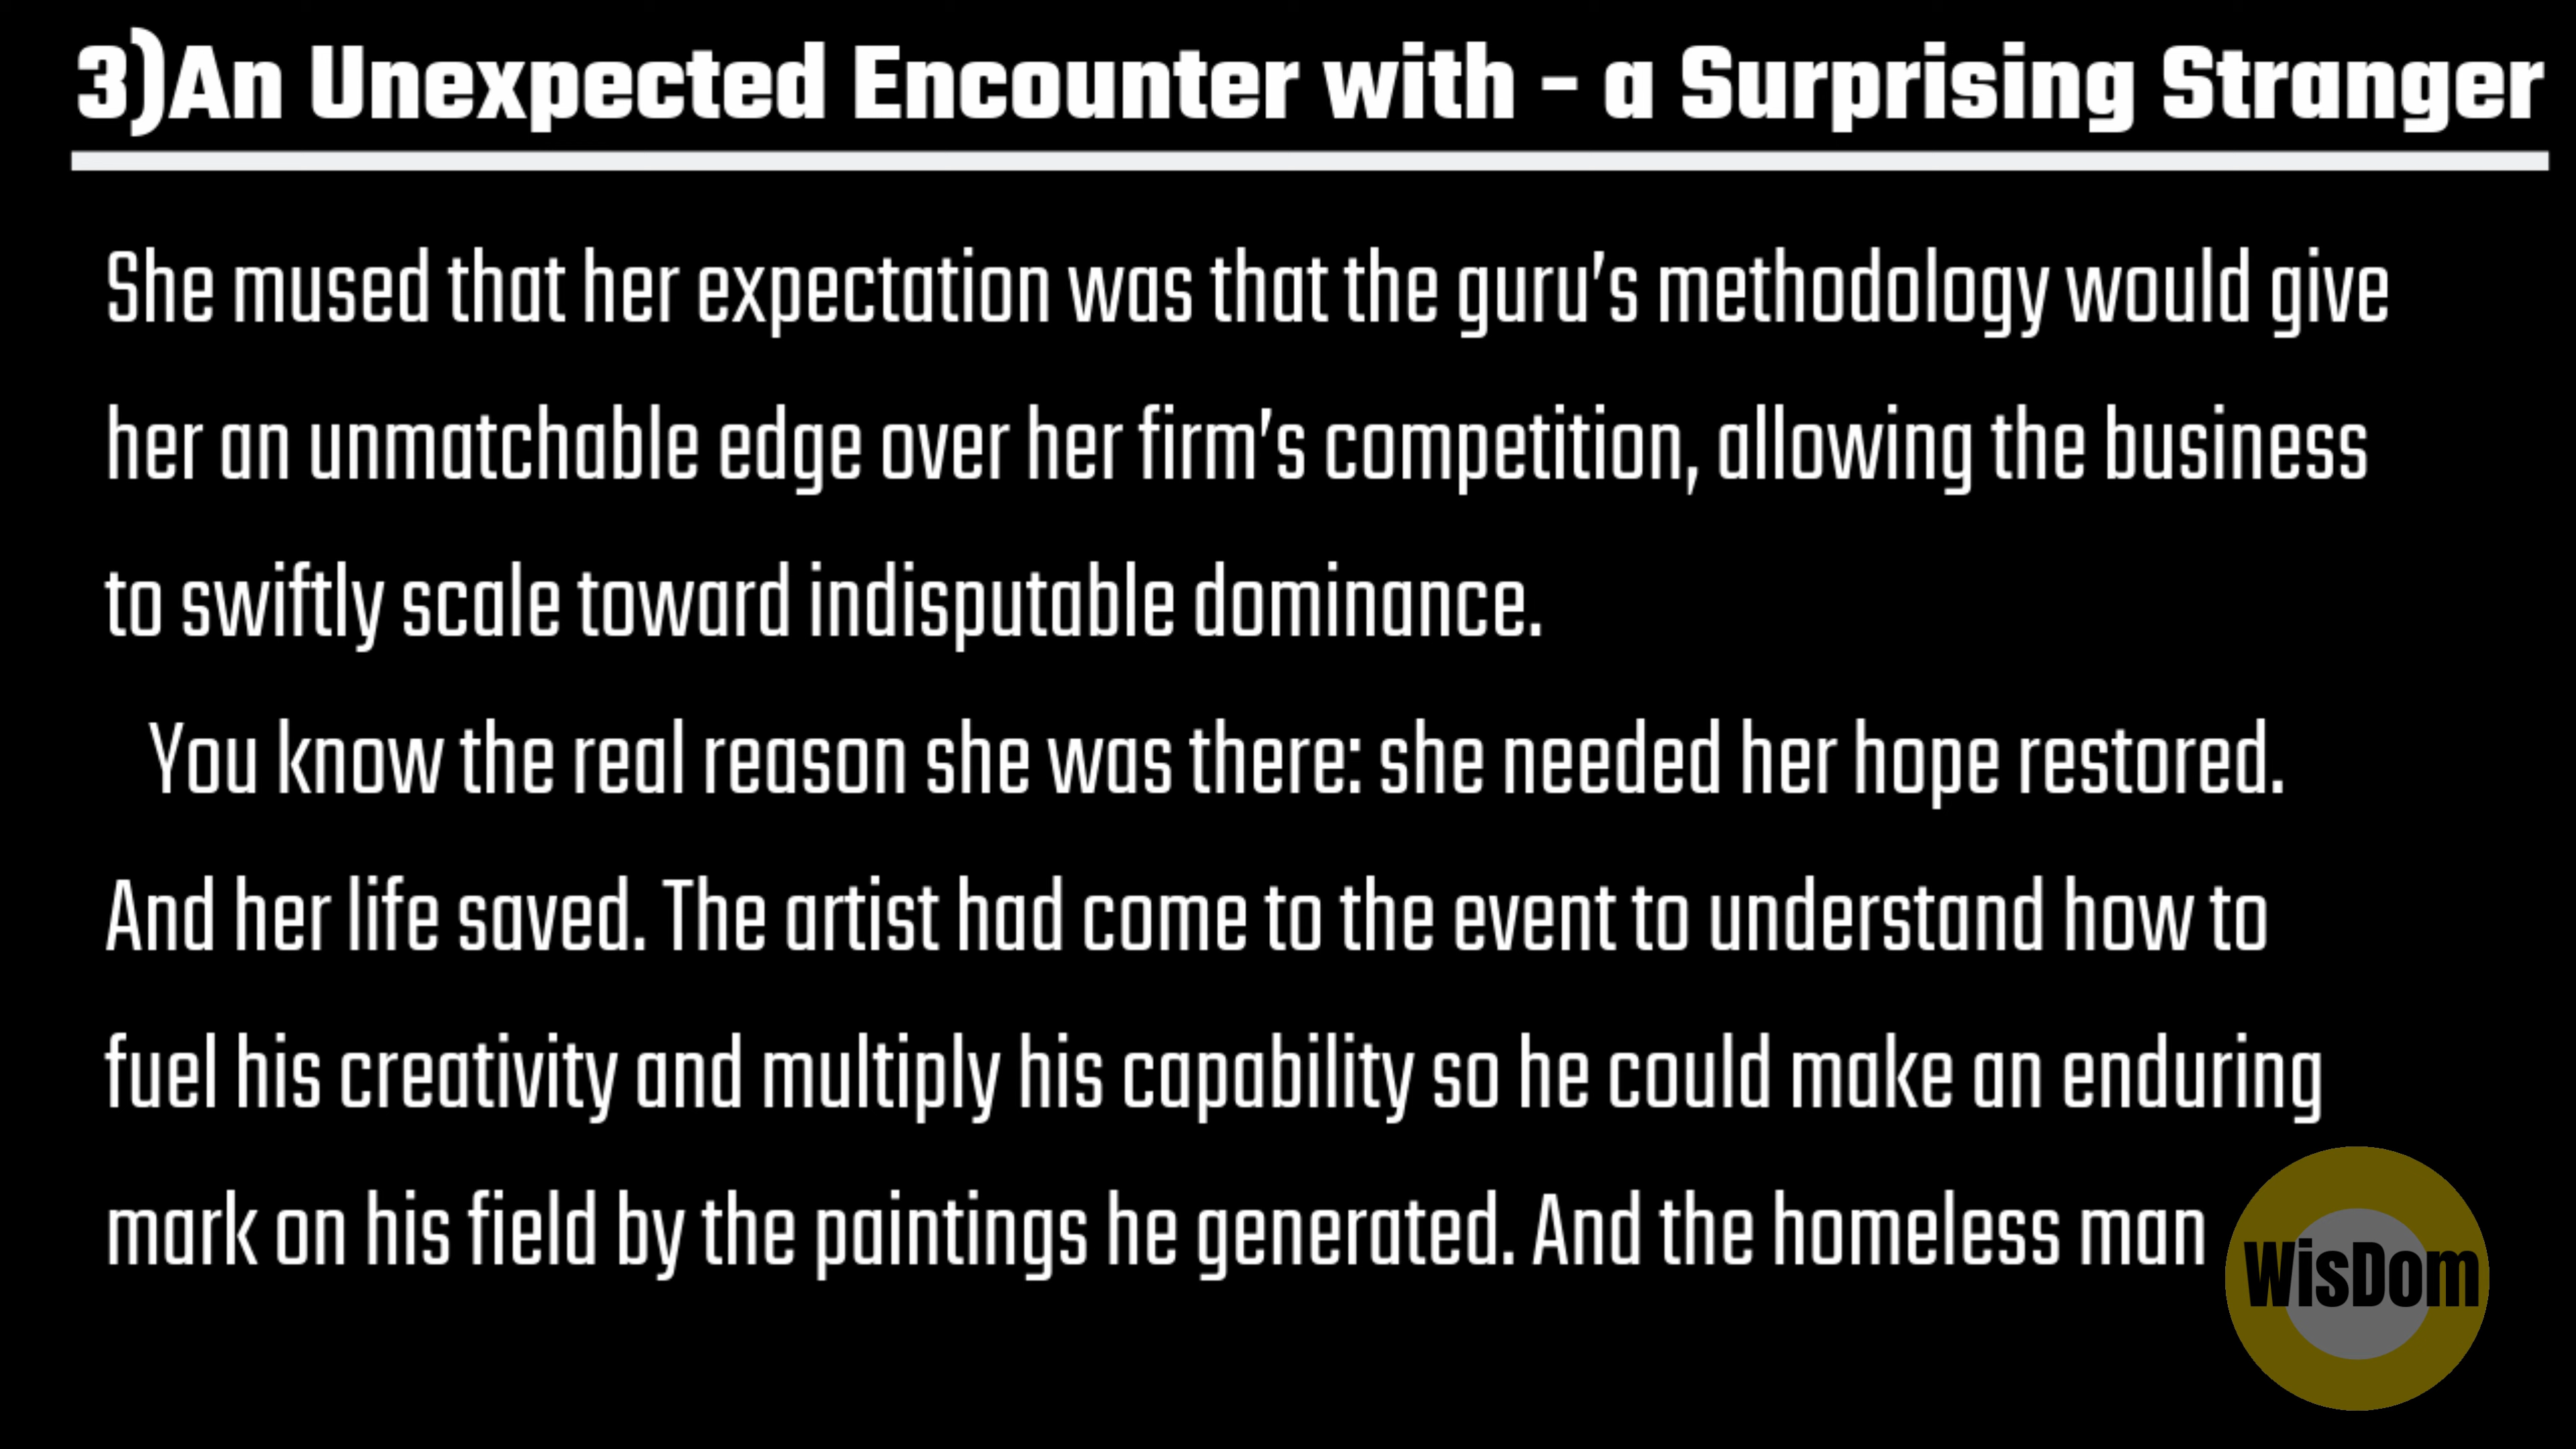 3)An Unexpected Encounter with - a Surprising Stranger
She mused that her expectation was that the guru's methodology would give
her an unmatchable edge over her firm's competition, allowing the business
to swiftly scale toward indisputable dominance.
You know the real reason she was there: she needed her hope restored.
And her life saved. The artist had come to the event to understand how to
fuel his creativity and multiply his capability so he could make an enduring
mark on his field by the paintings he generated. And the homeless man
WisDom